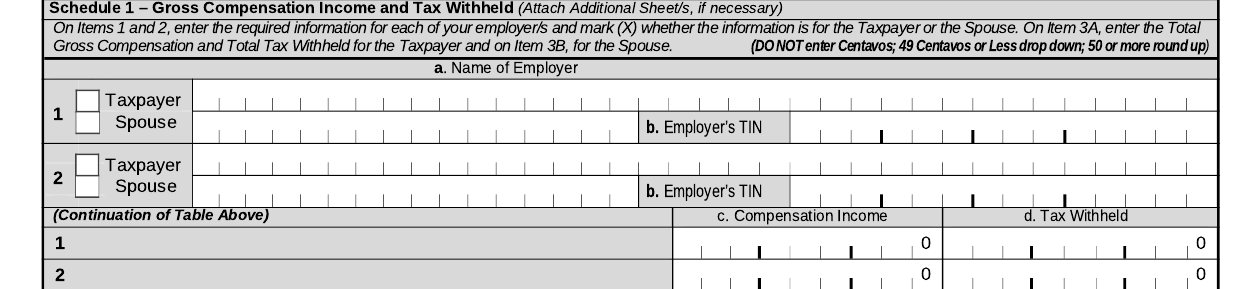 Schedule 1 – Gross Compensation Income and Tax Withheld (Attach Additional Sheet/s, if necessary)
On Items 1 and 2, enter the required information for each of your employer/s and mark (X) whether the information is for the Taxpayer or the Spouse. On Item 3A, enter the Total
Gross Compensation and Total Tax Withheld for the Taxpayer and on Item 3B, for the Spouse. (DO NOT enter Centavos; 49 Centavos or Less drop down; 50 or more round up)
a. Name of Employer
1 Taxpayer
Spouse b. Employer's TIN
2 Taxpayer
Spouse b. Employer's TIN
(Continuation of Table Above) c. Compensation Income d. Tax Withheld
1 0 0
2 0 0